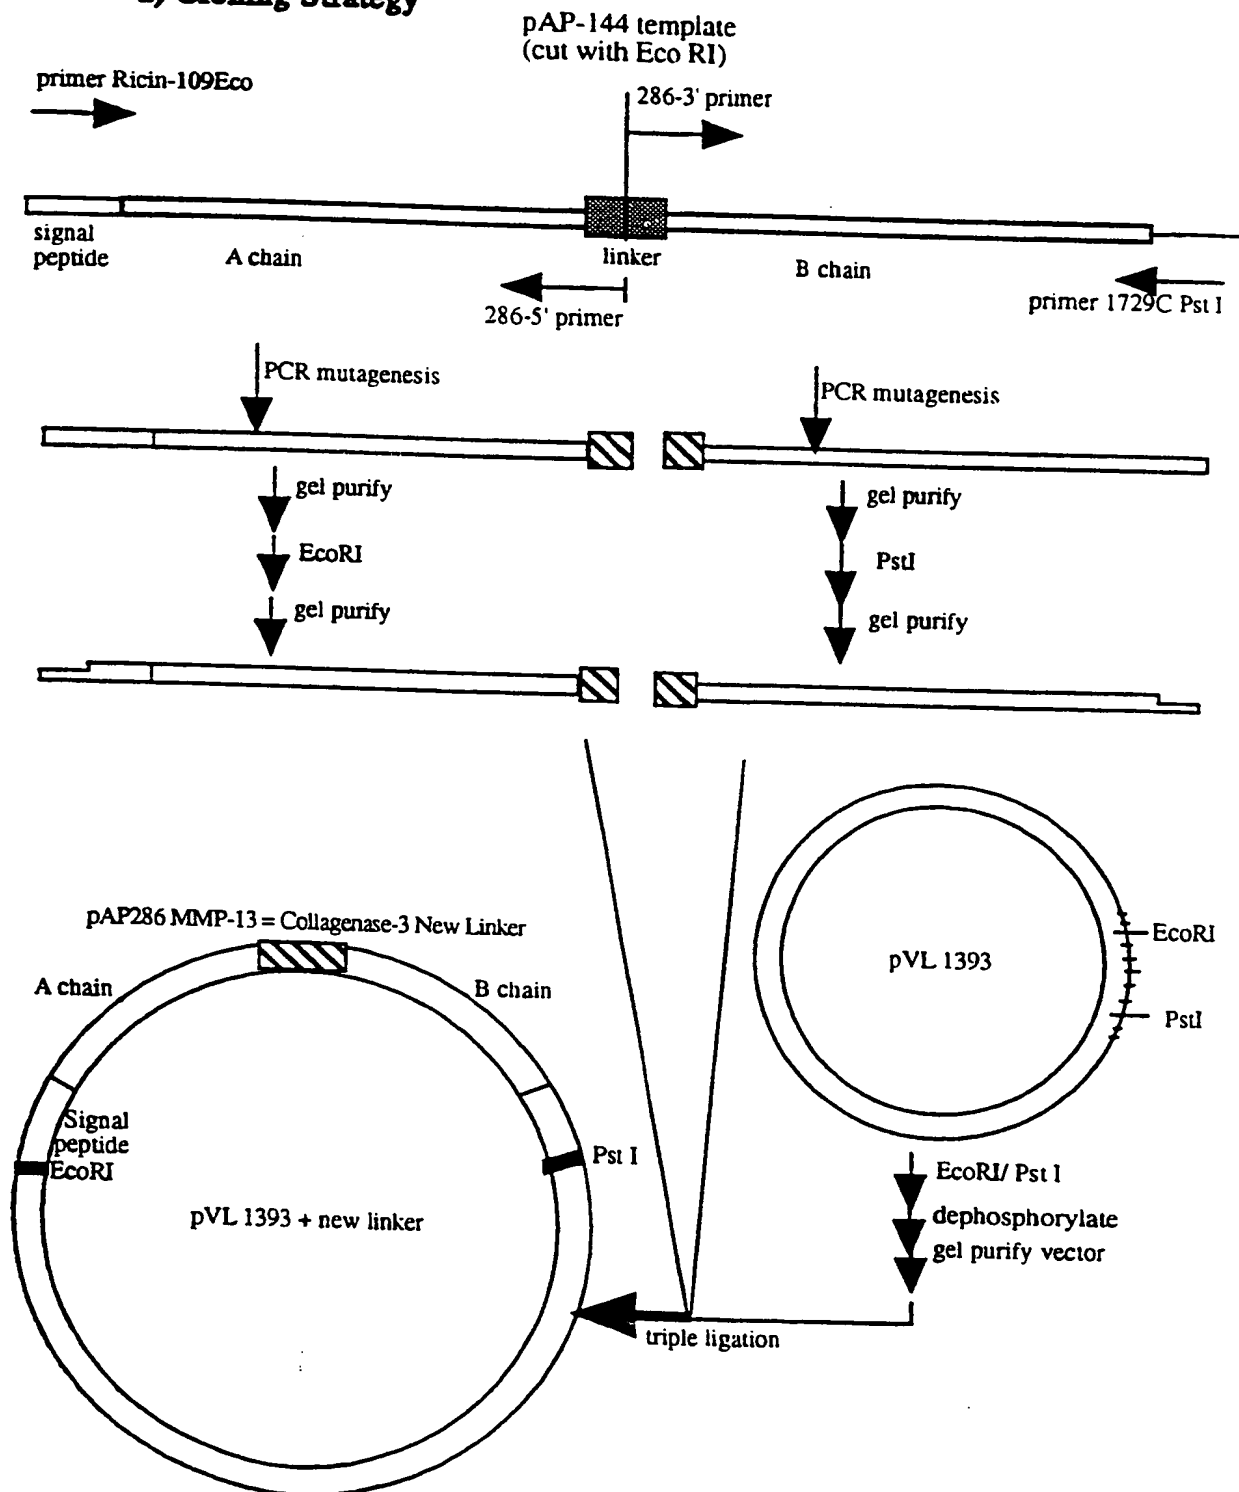 Cloning Strategy
pAP-144 template
(cut with Eco RI)
primer Ricin-109Eco
286-3' primer
signal
peptide
A chain
linker
B chain
286-5' primer
primer 1729C Pst I
PCR mutagenesis
PCR mutagenesis
gel purify
gel purify
EcoRI
PstI
gel purify
gel purify
pAP286 MMP-13 = Collagenase-3 New Linker
A chain
B chain
pVL 1393
EcoRI
PstI
Signal
peptide
EcoRI
Pst I
pVL 1393 + new linker
EcoRI/ Pst I
dephosphorylate
gel purify vector
triple ligation